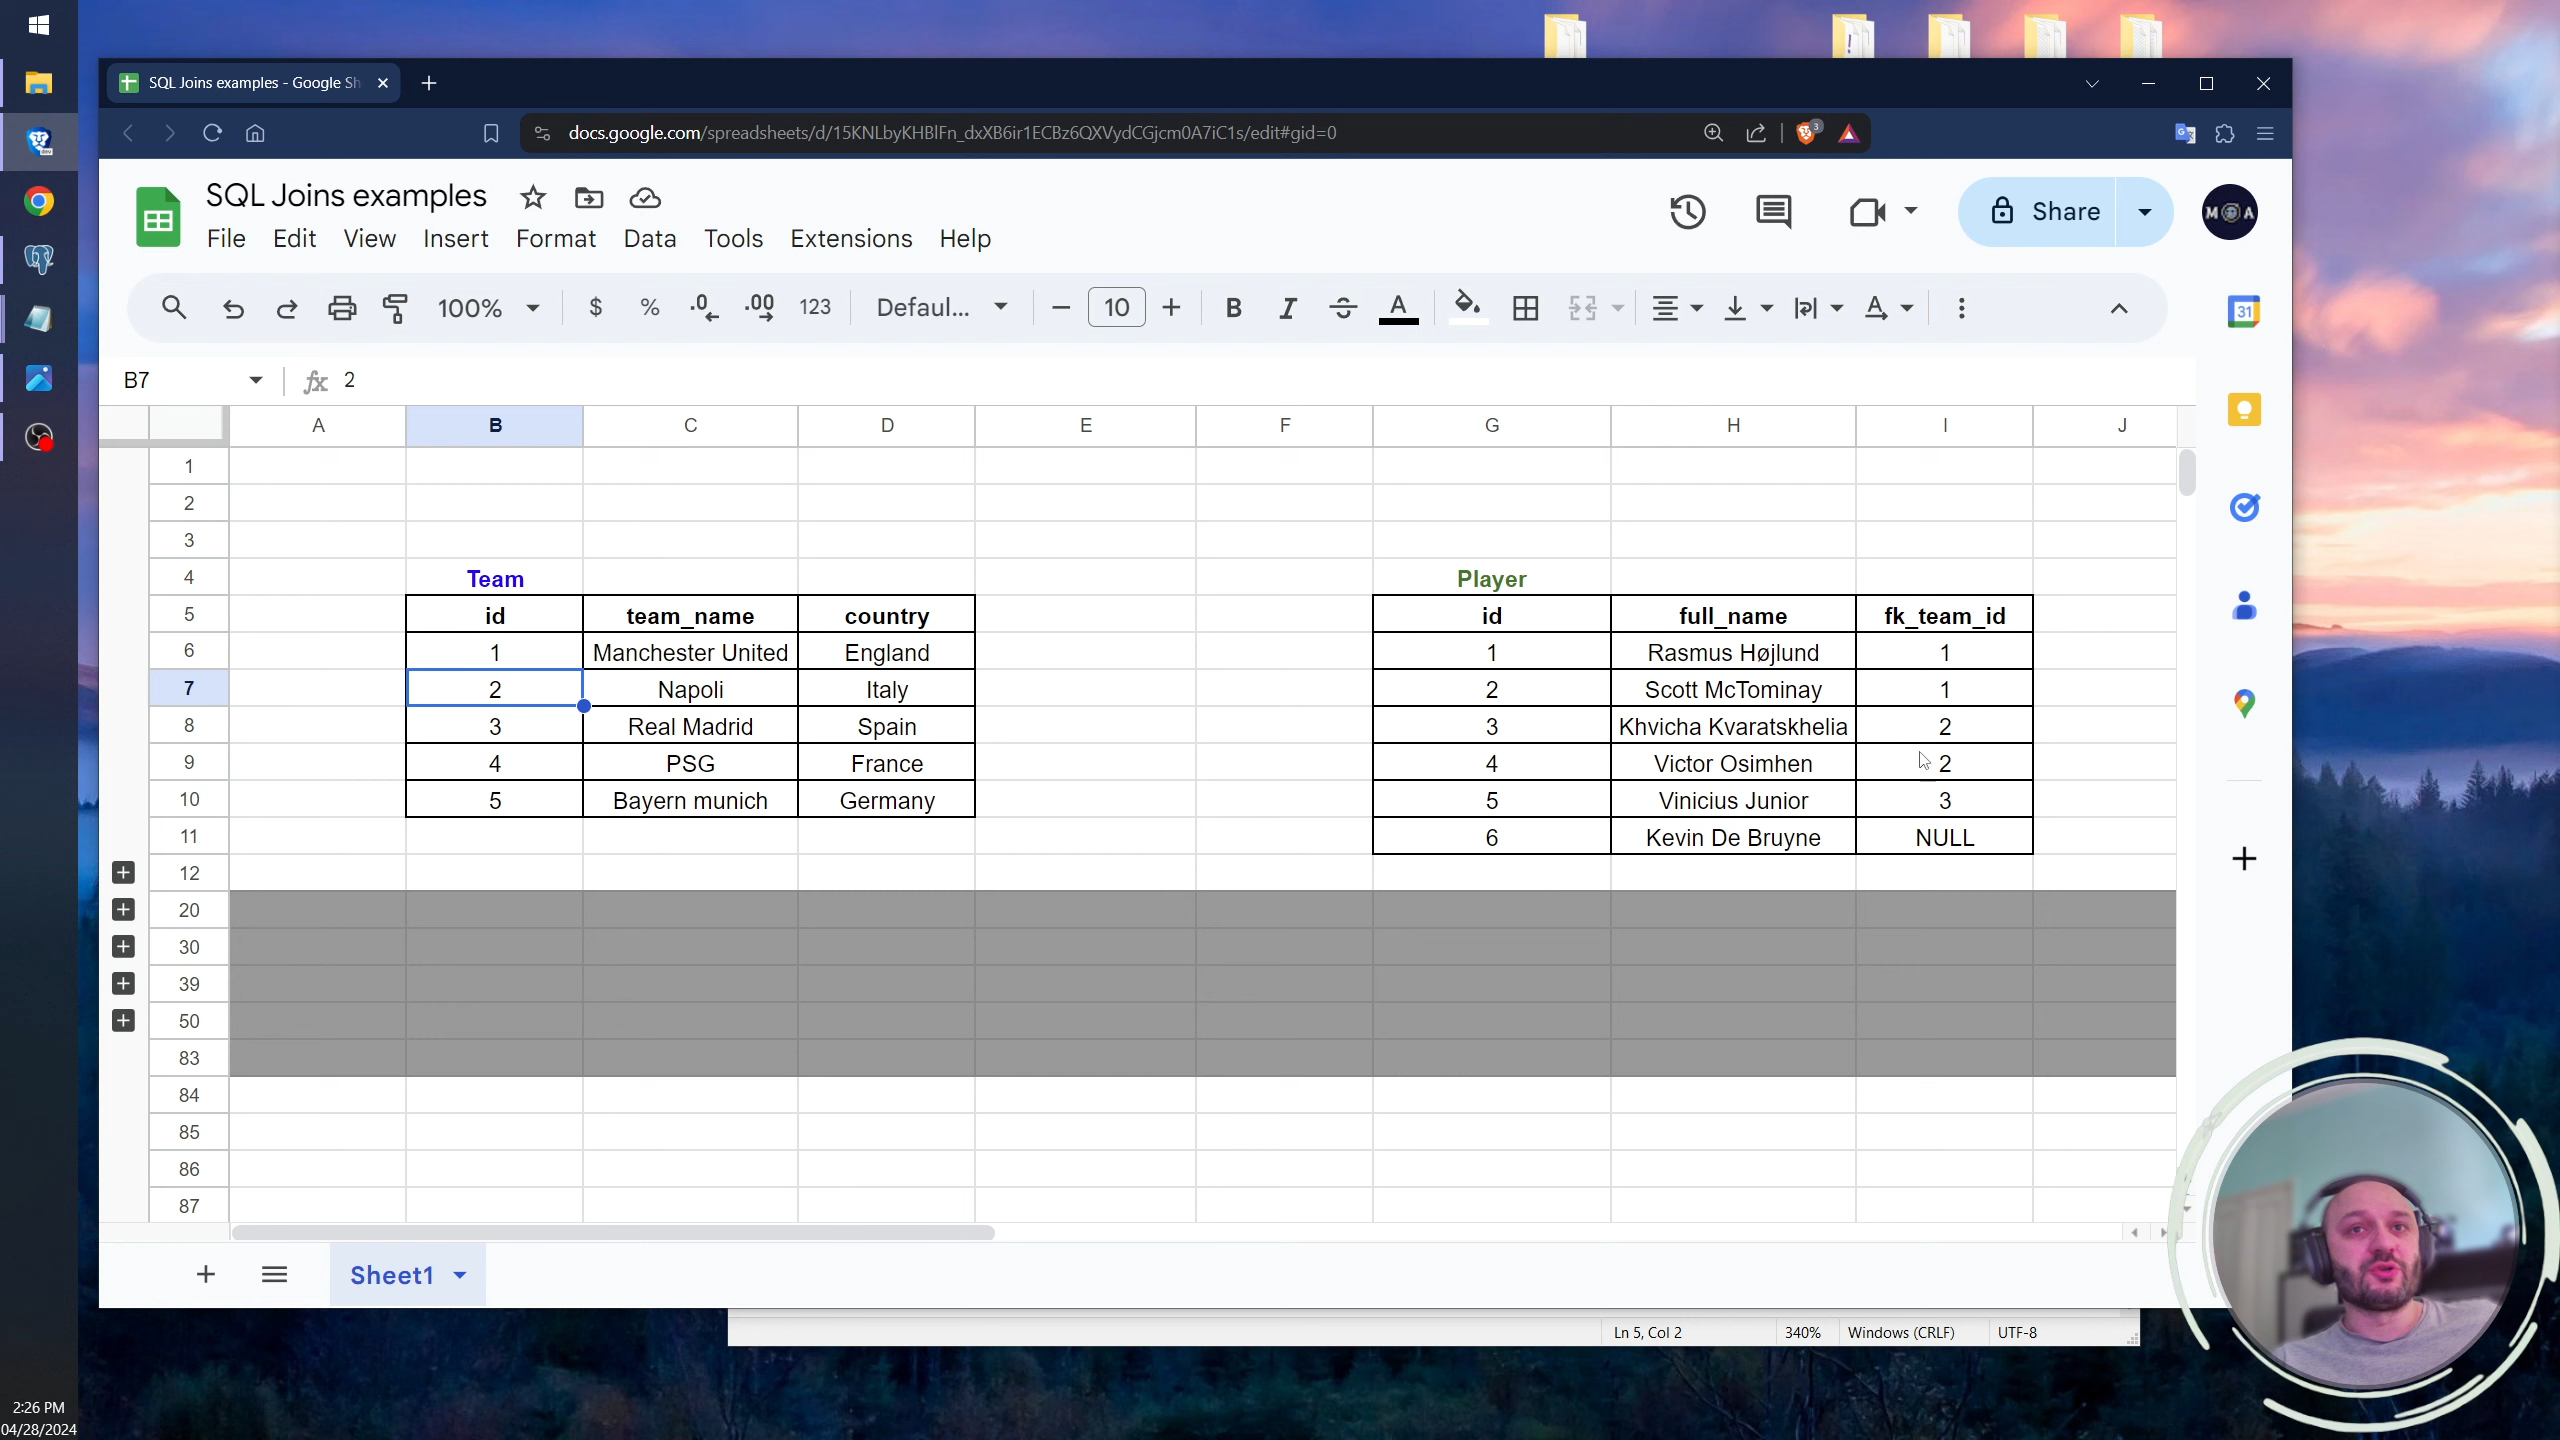 SQL Joins examples - Google Sh
docs.google.com/spreadsheets/d/15KNLbyKHBlFn_dxXB6ir1ECBz6QXVydCGjcm0A7iC1s/edit#gid=0
3
SQL Joins examples
File Edit View Insert Format Data Tools Extensions Help
Share
M A
100% $ % .0 .00 123 Defaul... 10 B I A
31
B7 fx 2
A B C D E F G H I J
1
2
3
4 Team Player
5 id team_name country id full_name fk_team_id
6 1 Manchester United England 1 Rasmus Højlund 1
7 2 Napoli Italy 2 Scott McTominay 1
8 3 Real Madrid Spain 3 Khvicha Kvaratskhelia 2
9 4 PSG France 4 Victor Osimhen 2
10 5 Bayern munich Germany 5 Vinicius Junior 3
11 6 Kevin De Bruyne NULL
12
20
30
39
50
83
84
85
86
87
Sheet1
Ln 5, Col 2 340% Windows (CRLF) UTF-8
2:26 PM
04/28/2024